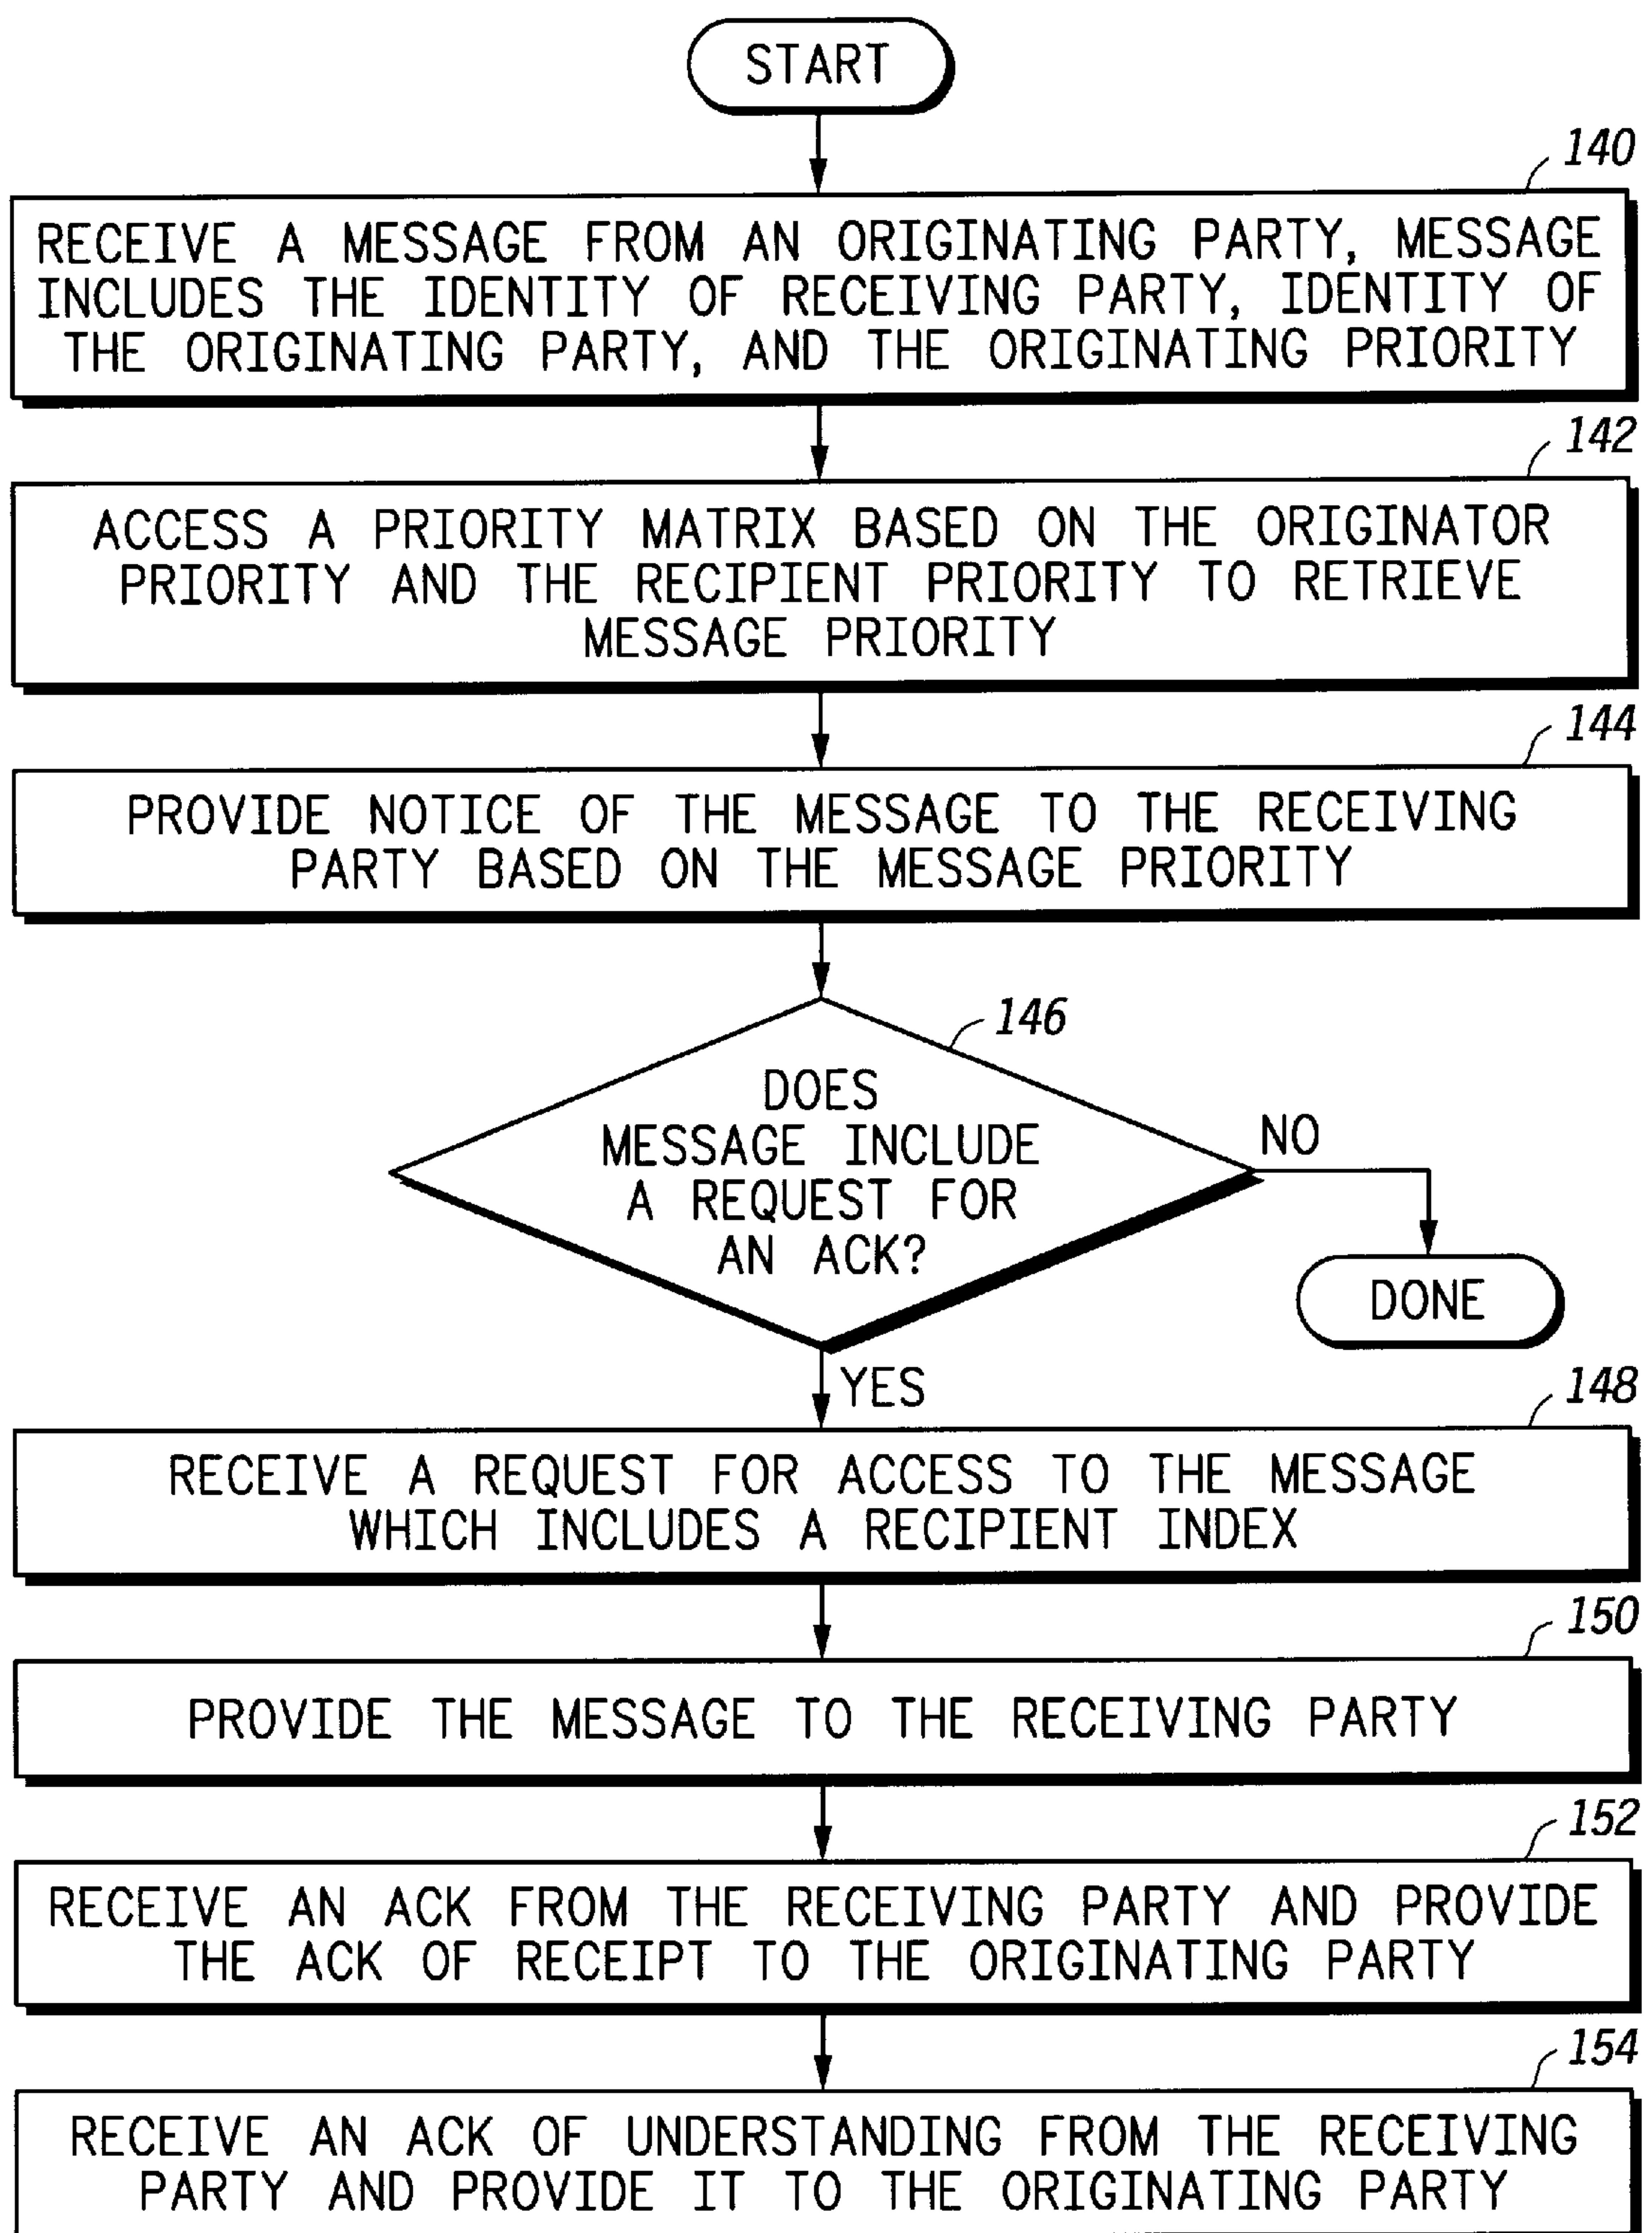 START
140
RECEIVE A MESSAGE FROM AN ORIGINATING PARTY, MESSAGE
INCLUDES THE IDENTITY OF RECEIVING PARTY, IDENTITY OF
THE ORIGINATING PARTY, AND THE ORIGINATING PRIORITY
142
ACCESS A PRIORITY MATRIX BASED ON THE ORIGINATOR
PRIORITY AND THE RECIPIENT PRIORITY TO RETRIEVE
MESSAGE PRIORITY
144
PROVIDE NOTICE OF THE MESSAGE TO THE RECEIVING
PARTY BASED ON THE MESSAGE PRIORITY
146
DOES
MESSAGE INCLUDE
A REQUEST FOR
AN ACK?
NO
DONE
YES
148
RECEIVE A REQUEST FOR ACCESS TO THE MESSAGE
WHICH INCLUDES A RECIPIENT INDEX
150
PROVIDE THE MESSAGE TO THE RECEIVING PARTY
152
RECEIVE AN ACK FROM THE RECEIVING PARTY AND PROVIDE
THE ACK OF RECEIPT TO THE ORIGINATING PARTY
154
RECEIVE AN ACK OF UNDERSTANDING FROM THE RECEIVING
PARTY AND PROVIDE IT TO THE ORIGINATING PARTY